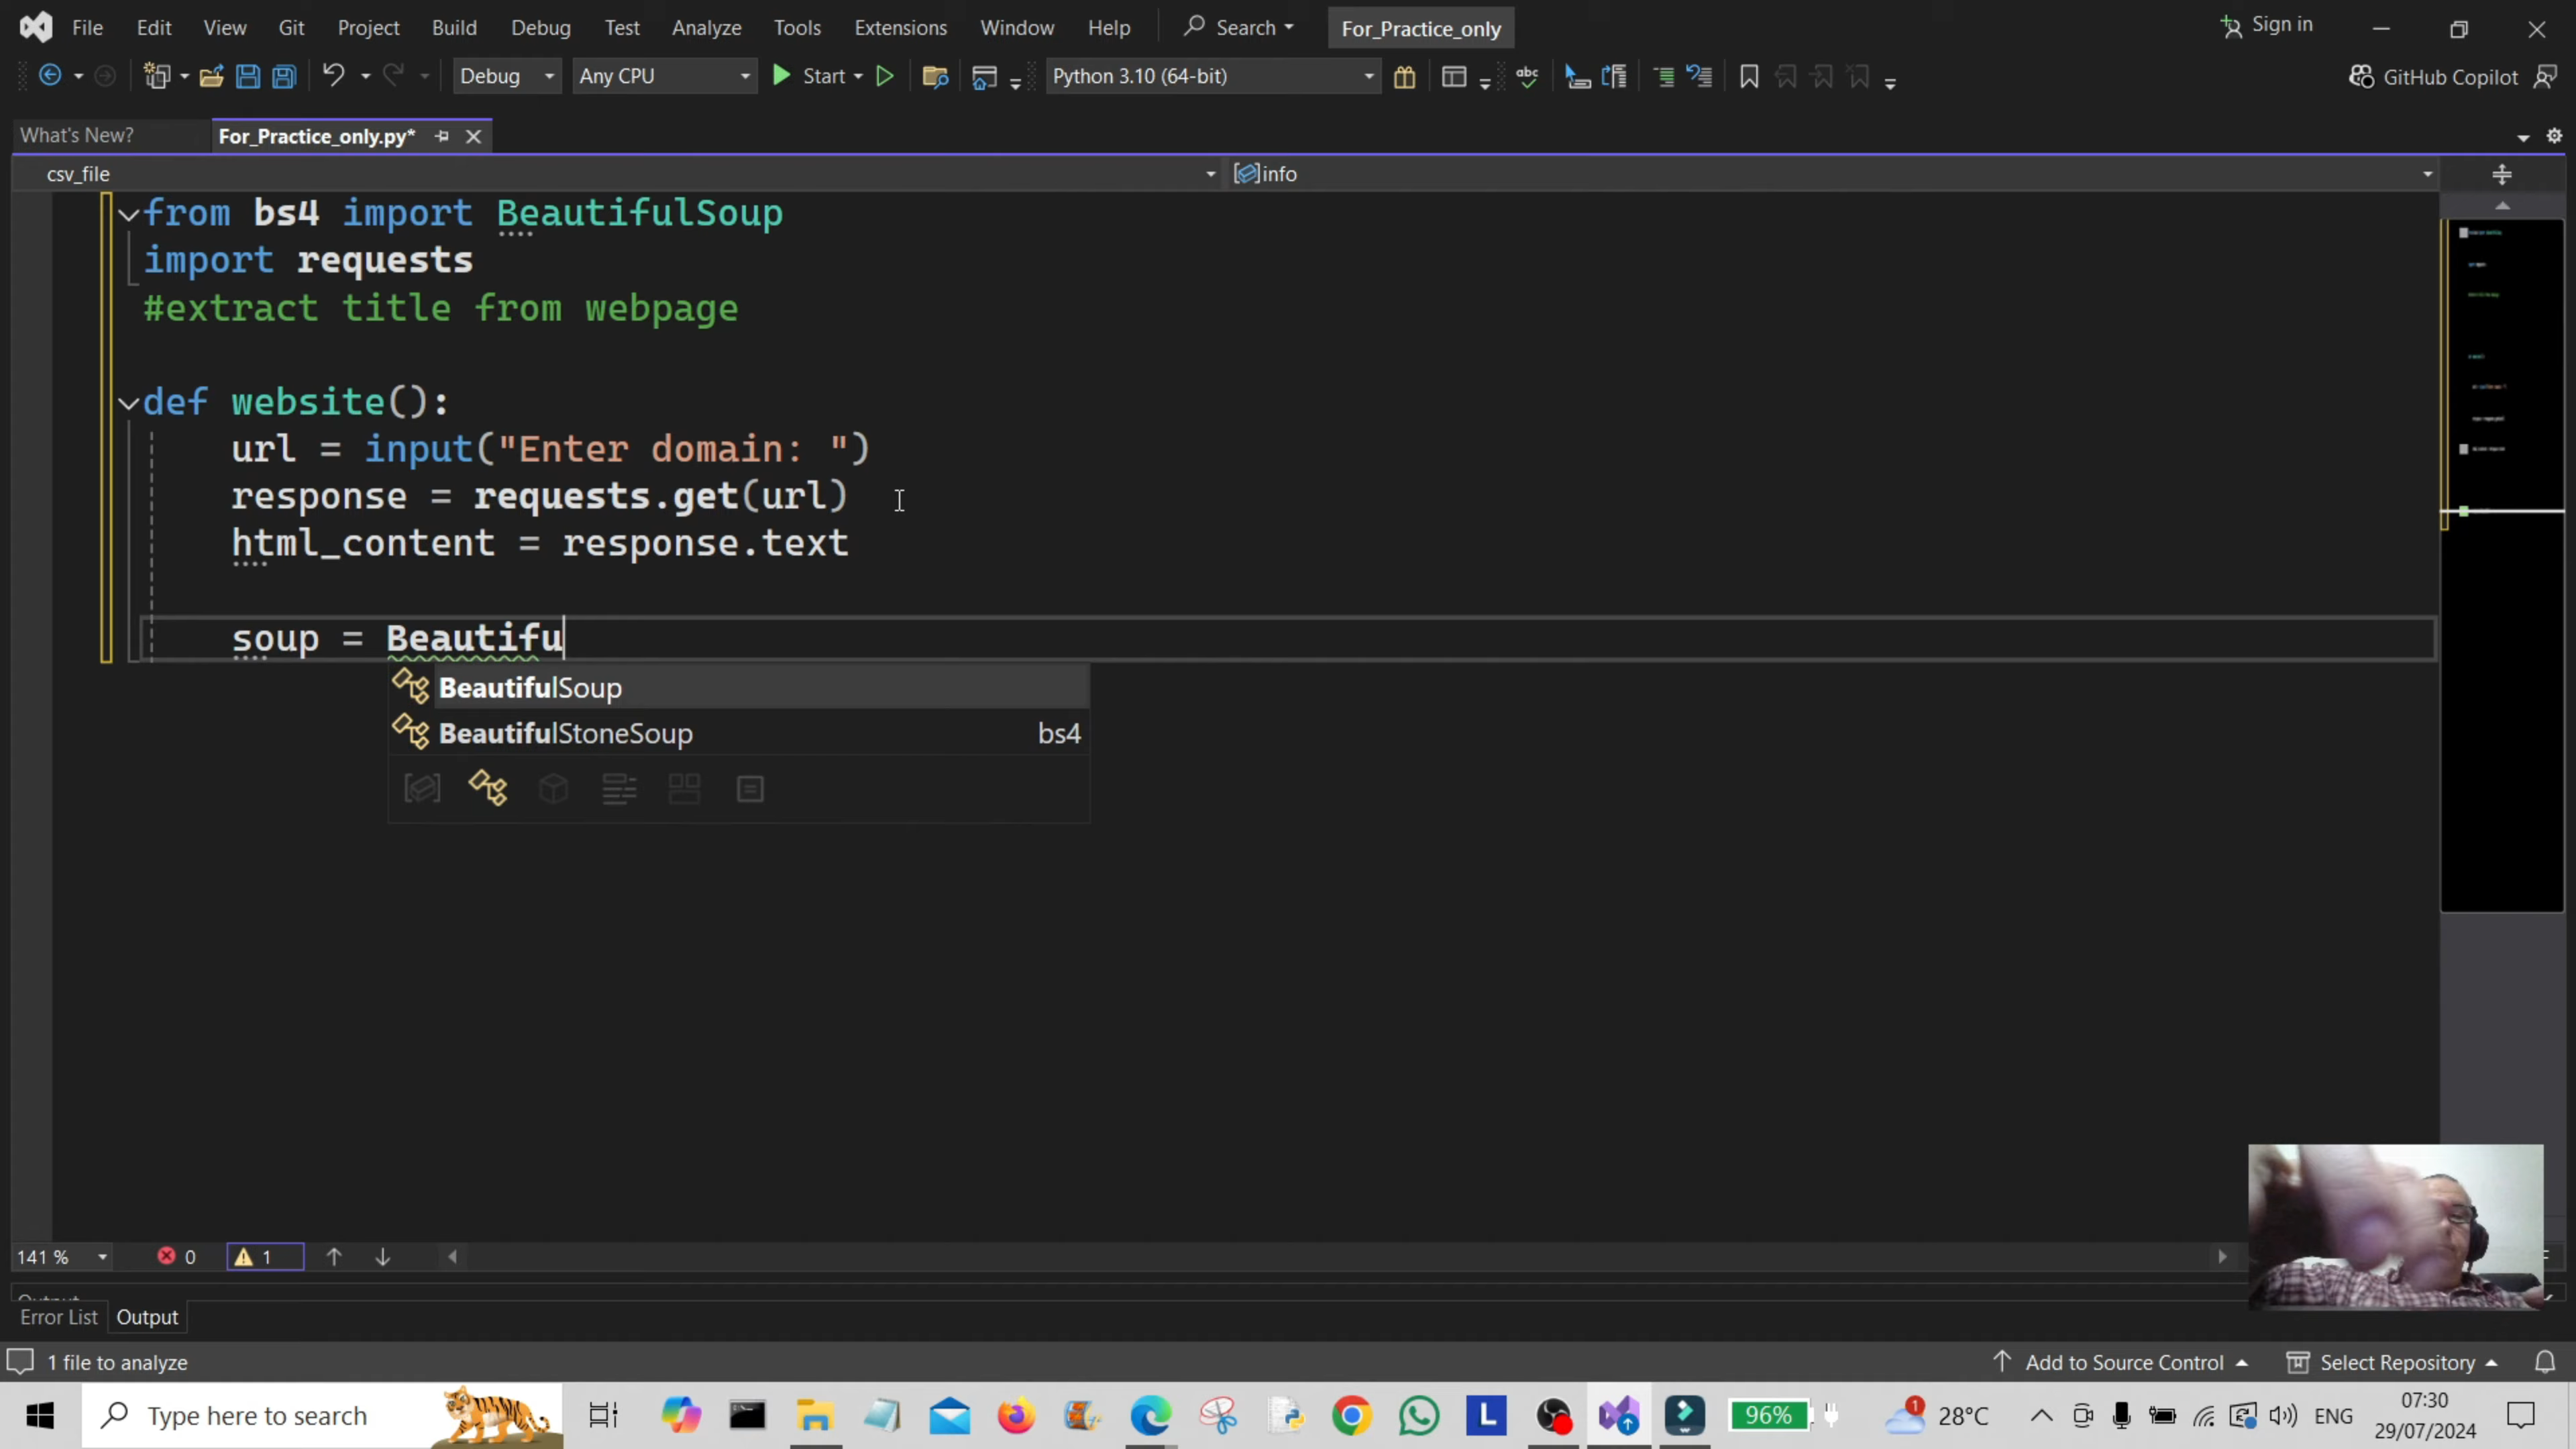 File Edit View Git Project Build Debug Test Analyze Tools Extensions Window Help Search For_Practice_only Sign in
Debug Any CPU Start Python 3.10 (64-bit) abc GitHub Copilot
What's New? For_Practice_only.py*
csv_file info
from bs4 import BeautifulSoup
import requests
#extract title from webpage
def website():
url = input("Enter domain: ")
response = requests.get(url)
html_content = response.text
soup = Beautifu
BeautifulSoup
BeautifulStoneSoup bs4
141 % 0 1
Output
Error List Output
1 file to analyze Add to Source Control Select Repository
Type here to search L 96% 1 28°C ENG 07:30
29/07/2024